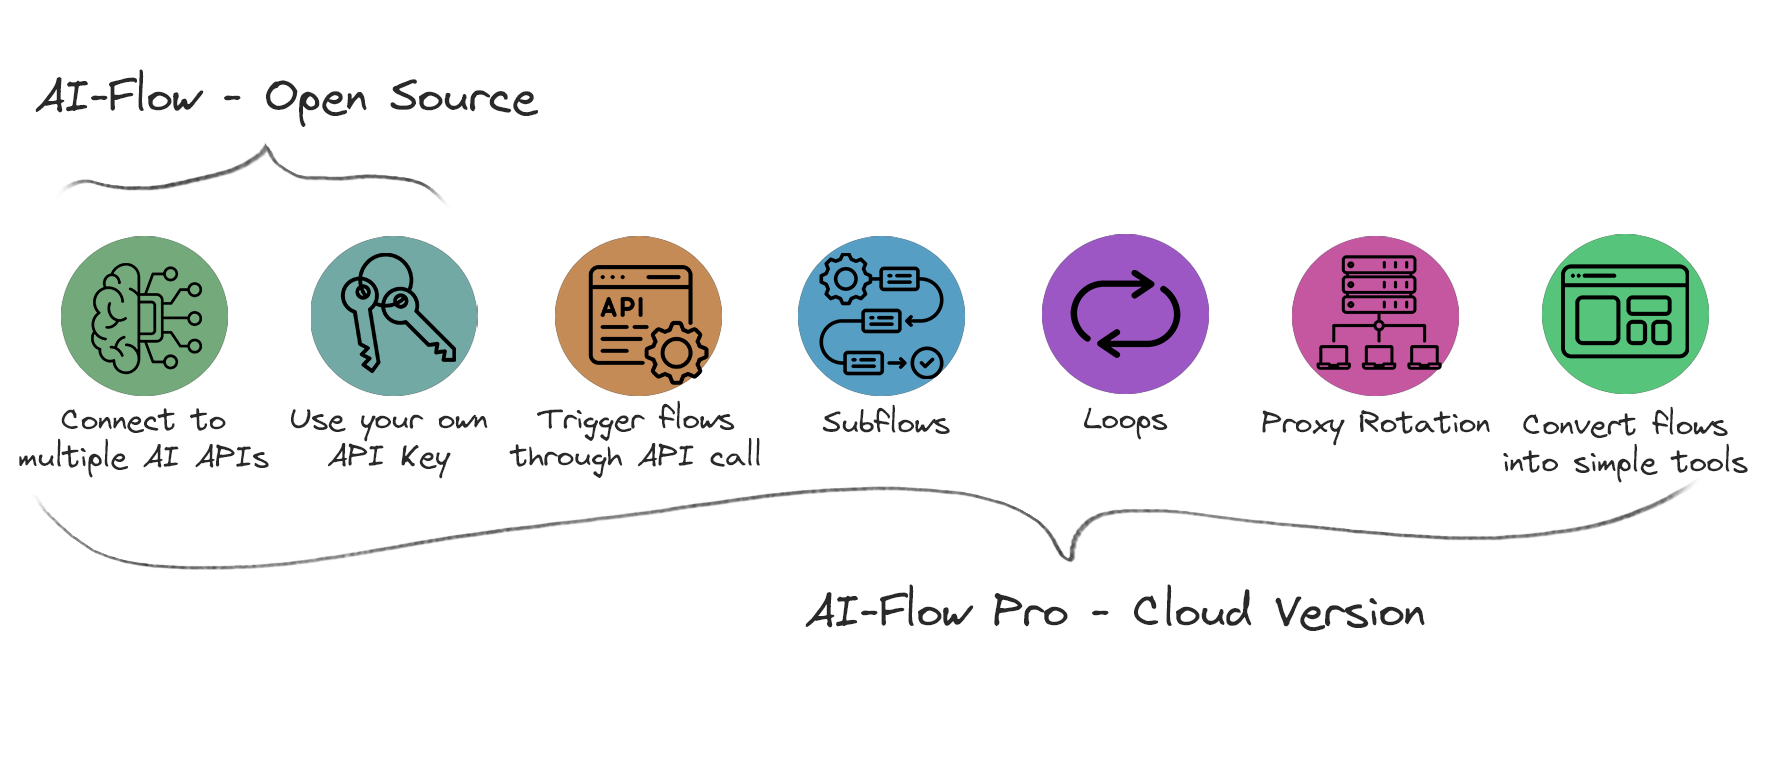 AI-Flow - Open Source
API
Connect to
multiple AI APIs
Use your own
API Key
Trigger flows
through API call
Subflows
Loops
Proxy Rotation
Convert flows
into simple tools
AI-Flow Pro - Cloud Version